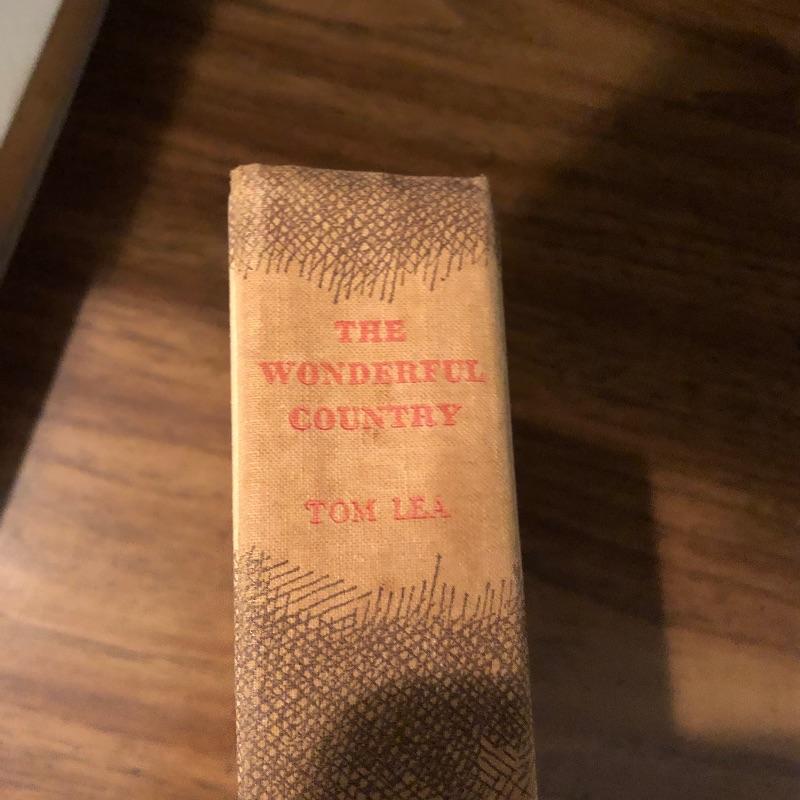 THE
WONDERFUL
COUNTRY
TOM LEA